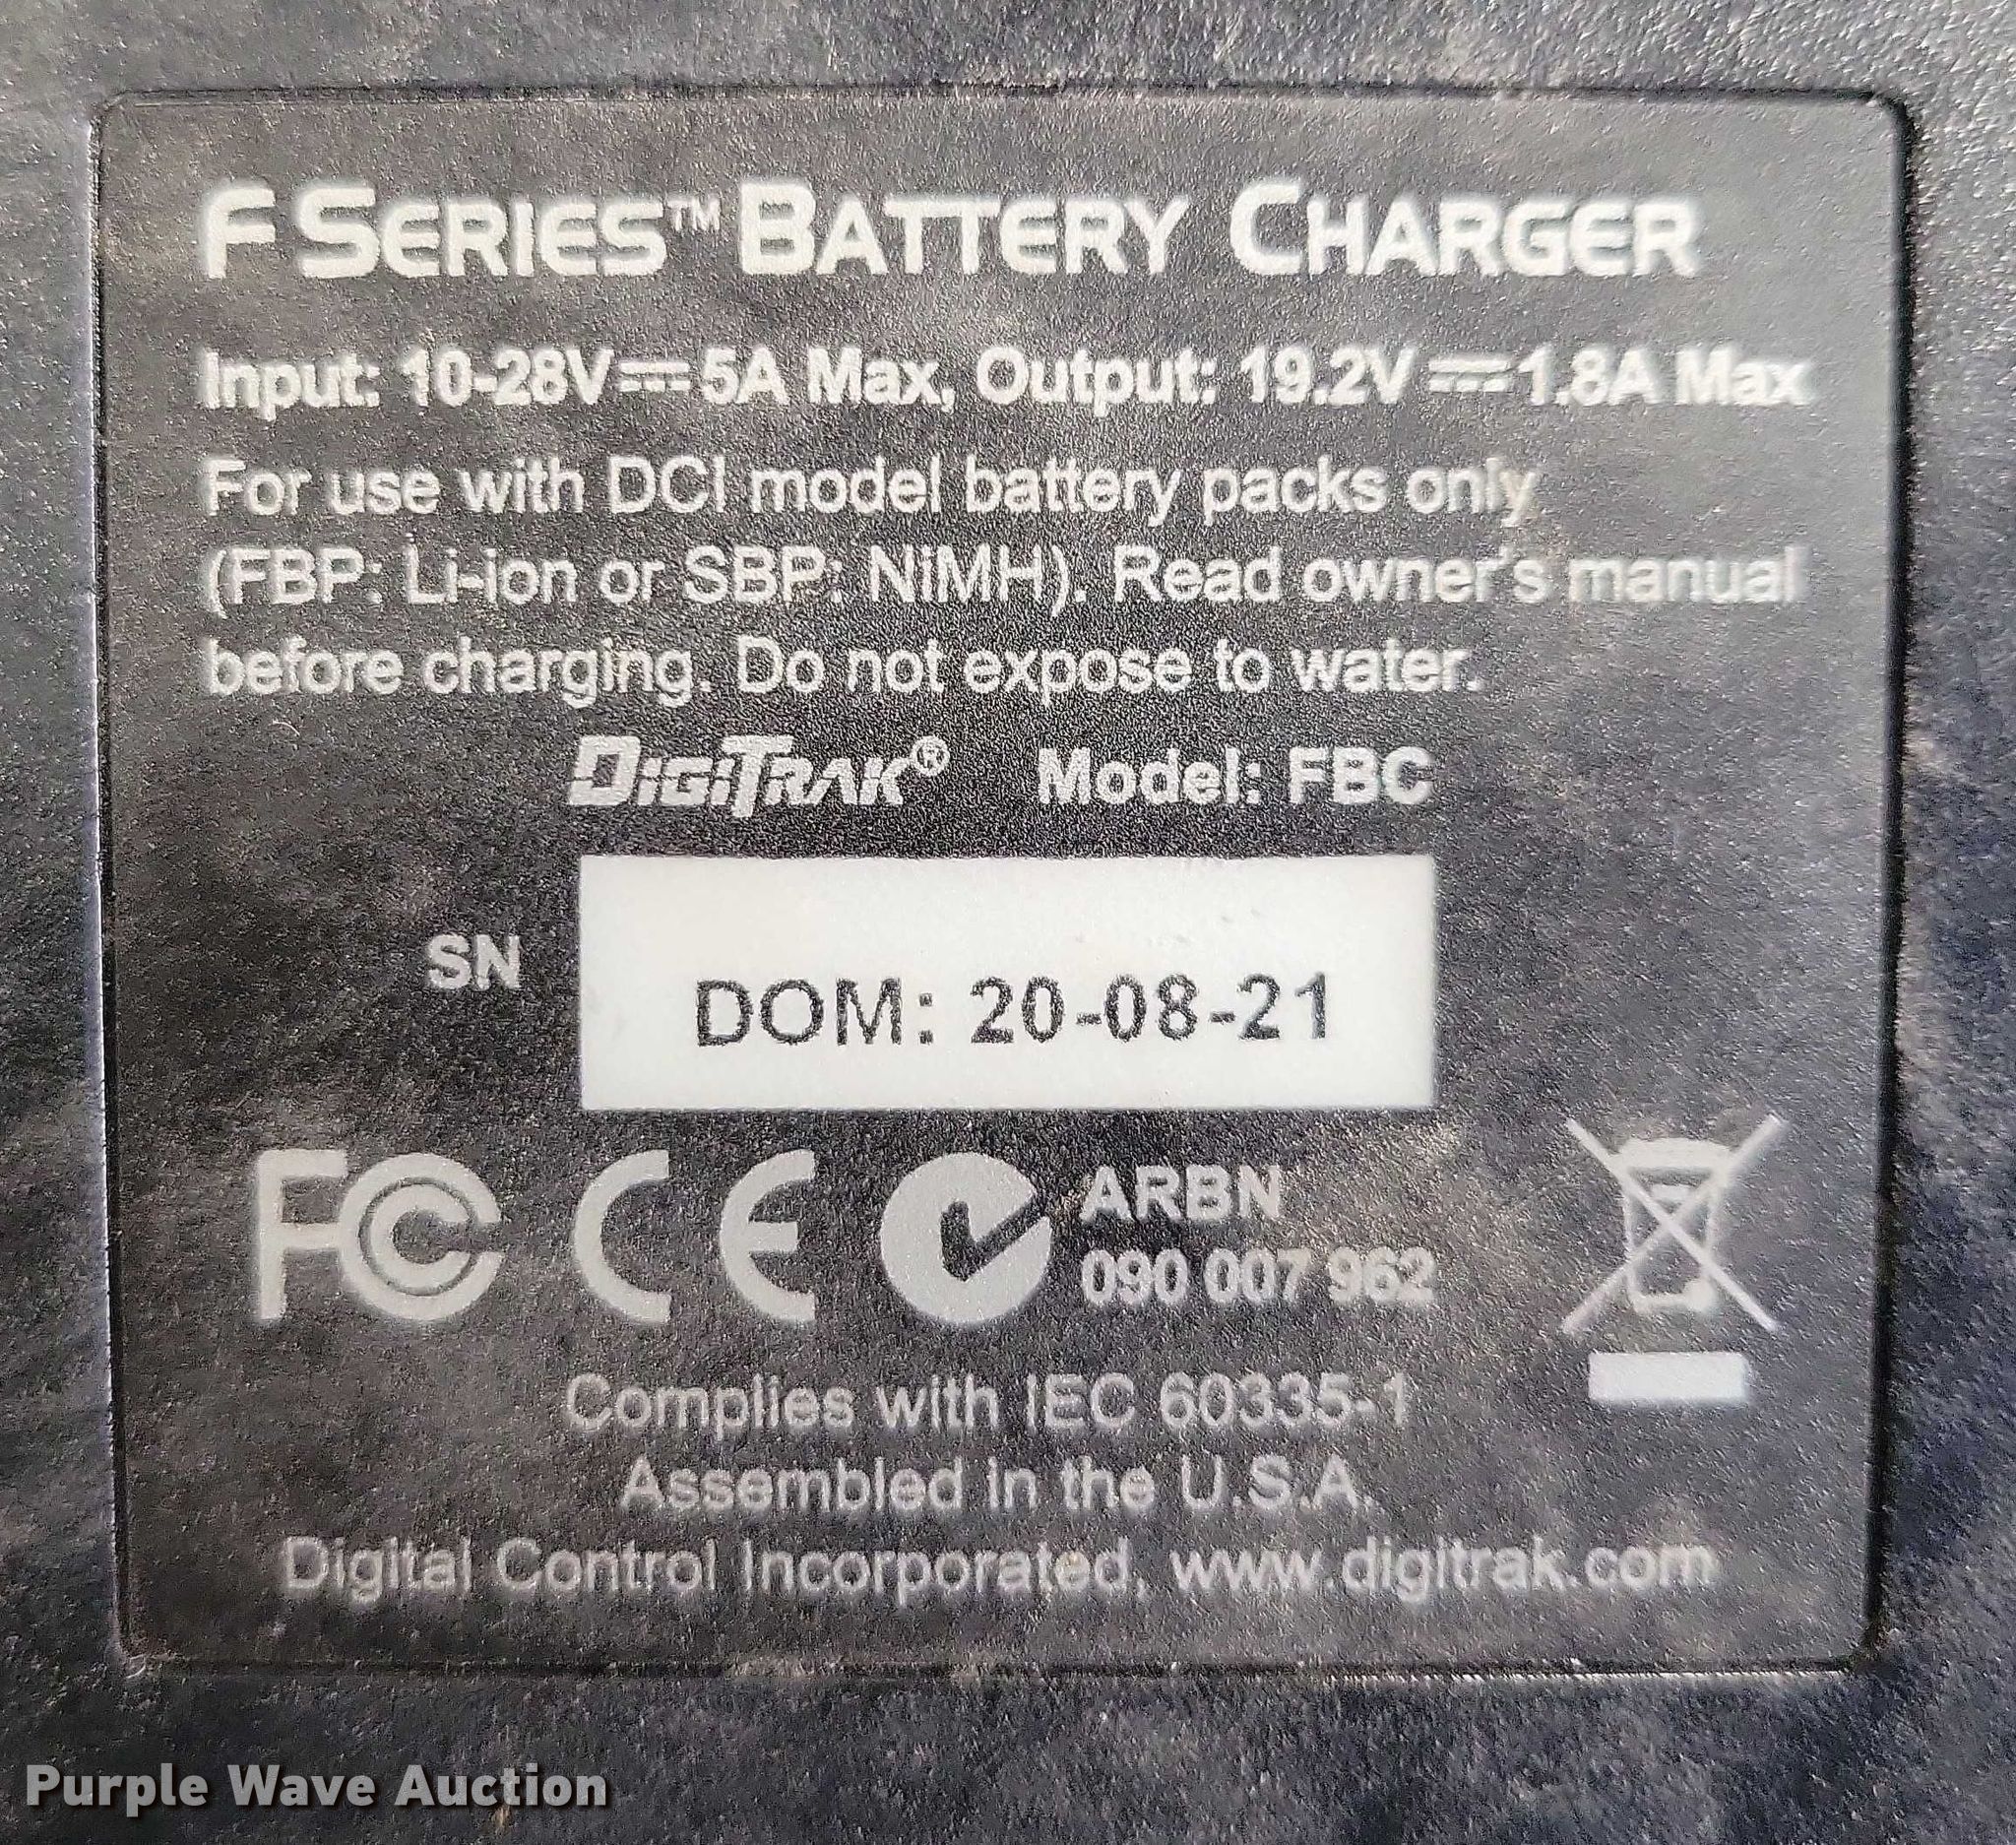 F SERIES™ BATTERY CHARGER
Input: 10-28V⎓5A Max, Output: 19.2V ⎓1.8A Max
For use with DCI model battery packs only
(FBP: Li-ion or SBP: NiMH). Read owner's manual
before charging. Do not expose to water.
DIGITRAK® Model: FBC
SN
DOM: 20-08-21
FC CE ARBN
090 007 962
Complies with IEC 60335-1
Assembled in the U.S.A.
Digital Control Incorporated, www.digitrak.com
Purple Wave Auction